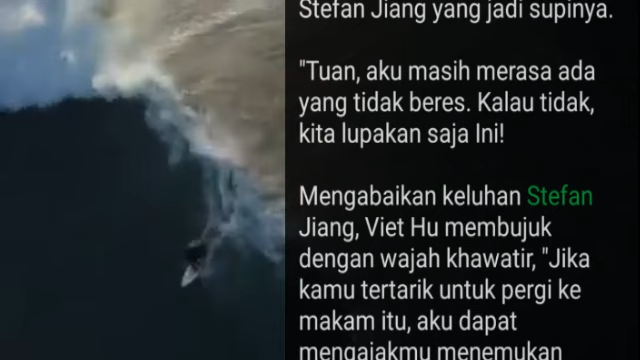 Stefan Jiang yang jadi supinya.
"Tuan, aku masih merasa ada
yang tidak beres. Kalau tidak,
kita lupakan saja Ini!
Mengabaikan keluhan Stefan
Jiang, Viet Hu membujuk
dengan wajah khawatir, "Jika
kamu tertarik untuk pergi ke
makam itu, aku dapat
mengajakmu menemukan